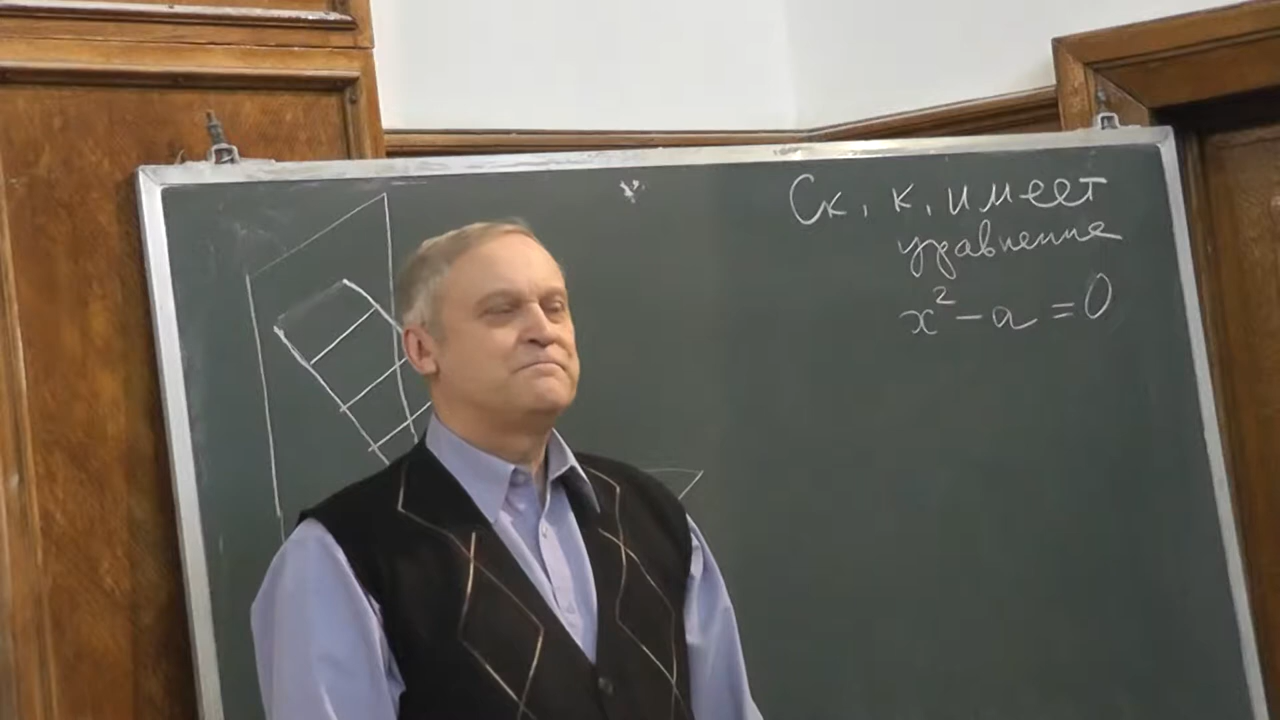 Ск. к. имеет
уравнение
x² - a = 0